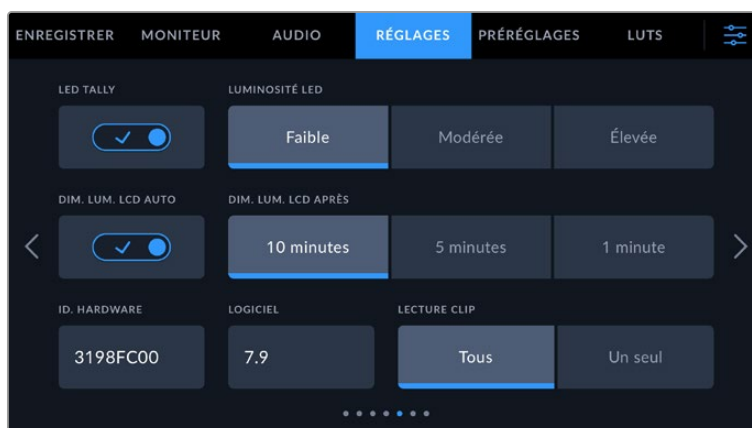 ENREGISTRER MONITEUR AUDIO RÉGLAGES PRÉRÉGLAGES LUTS
LED TALLY LUMINOSITÉ LED
Faible Modérée Élevée
DIM. LUM. LCD AUTO DIM. LUM. LCD APRÈS
10 minutes 5 minutes 1 minute
ID. HARDWARE LOGICIEL LECTURE CLIP
3198FC00 7.9 Tous Un seul